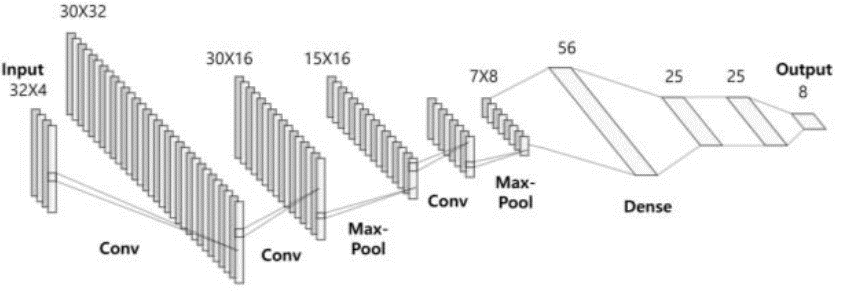 30X32
Input
32X4
30X16
15X16
7X8
56
25
25
Output
8
Conv
Conv
Max-
Pool
Conv
Max-
Pool
Dense